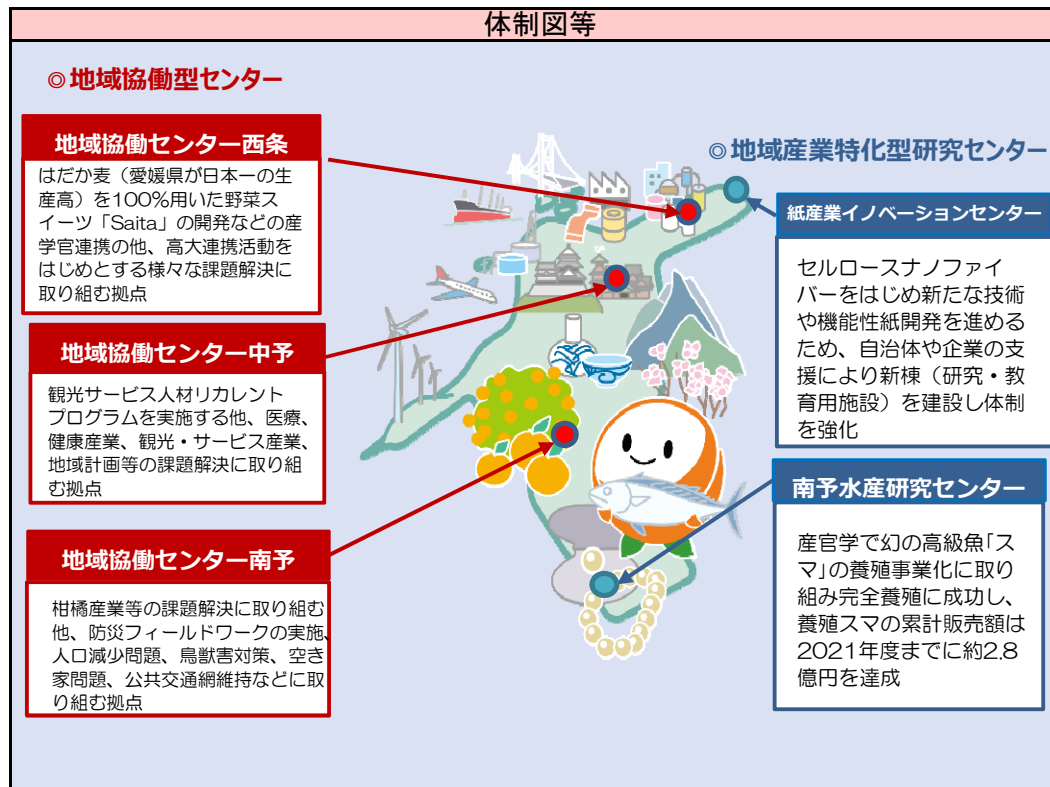 体制図等
◎地域協働型センター
地域協働センター西条
はだか麦（愛媛県が日本一の生
産高）を100％用いた野菜ス
イーツ「Saita」の開発などの産
学官連携の他、高大連携活動を
はじめとする様々な課題解決に
取り組む拠点
地域協働センター中予
観光サービス人材リカレント
プログラムを実施する他、医療、
健康産業、観光・サービス産業、
地域計画等の課題解決に取り組
む拠点
地域協働センター南予
柑橘産業等の課題解決に取り組む
他、防災フィールドワークの実施、
人口減少問題、鳥獣害対策、空き
家問題、公共交通網維持などに取
り組む拠点
◎地域産業特化型研究センター
紙産業イノベーションセンター
セルロースナノファイ
バーをはじめ新たな技術
や機能性紙開発を進める
ため、自治体や企業の支
援により新棟（研究・教
育用施設）を建設し体制
を強化
南予水産研究センター
産官学で幻の高級魚「ス
マ」の養殖事業化に取り
組み完全養殖に成功し、
養殖スマの累計販売額は
2021年度までに約2.8
億円を達成